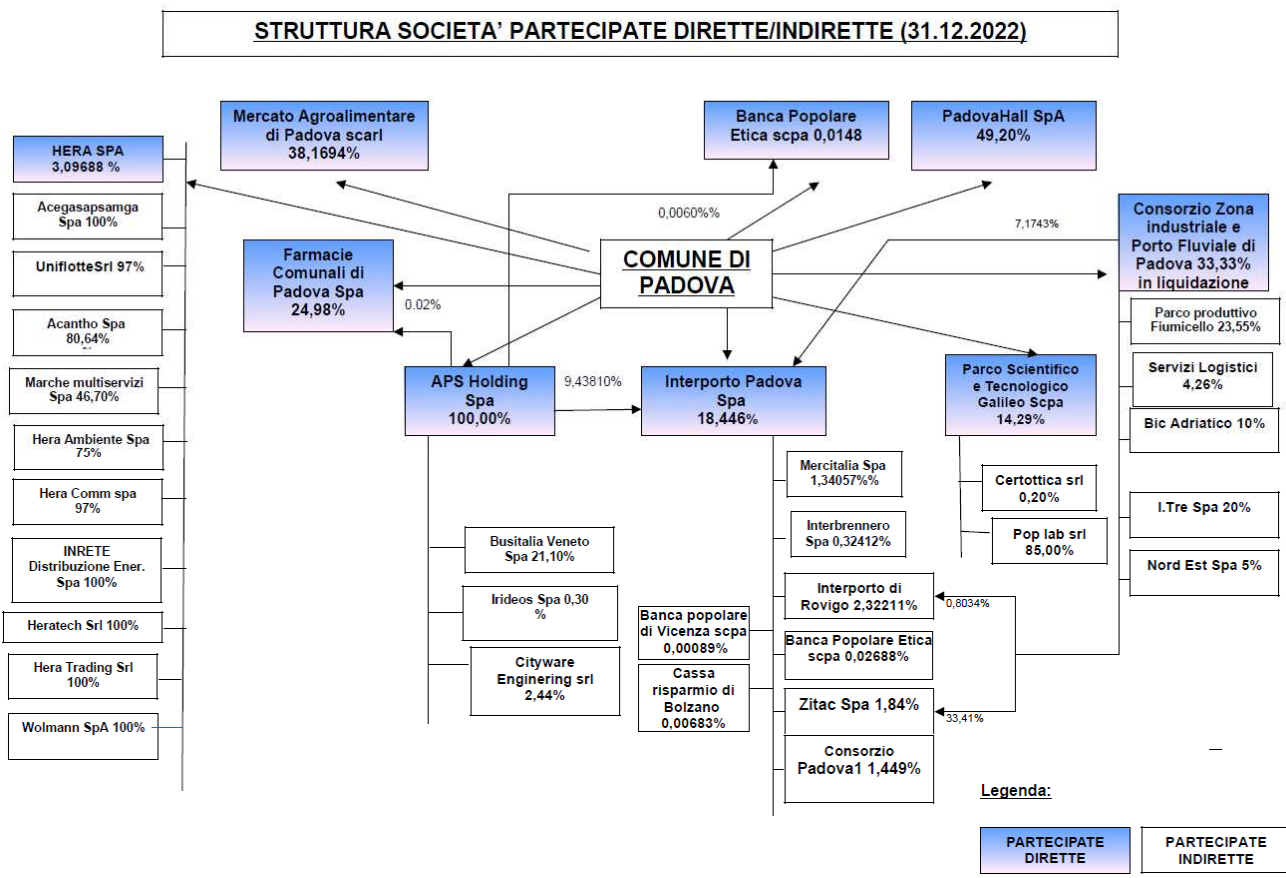 STRUTTURA SOCIETA’ PARTECIPATE DIRETTE/INDIRETTE (31.12.2022)
Mercato Agroalimentare
di Padova scarl
38,1694%
Banca Popolare
Etica scpa 0,0148
PadovaHall SpA
49,20%
HERA SPA
3,09688 %
Acegasapsamga
Spa 100%
UniflotteSrl 97%
Acantho Spa
80,64%
Marche multiservizi
Spa 46,70%
Hera Ambiente Spa
75%
Hera Comm spa
97%
INRETE
Distribuzione Ener.
Spa 100%
Heratech Srl 100%
Hera Trading Srl
100%
Wolmann SpA 100%
0,0060%%
7,1743%
COMUNE DI
PADOVA
Farmacie
Comunali di
Padova Spa
24,98%
0.02%
Consorzio Zona
industriale e
Porto Fluviale di
Padova 33,33%
in liquidazione
Parco produttivo
Fiumicello 23,55%
Servizi Logistici
4,26%
Bic Adriatico 10%
I.Tre Spa 20%
Nord Est Spa 5%
APS Holding
Spa
100,00%
9,43810%
Interporto Padova
Spa
18,446%
Parco Scientifico
e Tecnologico
Galileo Scpa
14,29%
Certottica srl
0,20%
Pop lab srl
85,00%
Busitalia Veneto
Spa 21,10%
Irideos Spa 0,30
%
Cityware
Enginering srl
2,44%
Mercitalia Spa
1,34057%%
Interbrennero
Spa 0,32412%
Interporto di
Rovigo 2,32211%
0,8034%
Banca popolare
di Vicenza scpa
0,00089%
Banca Popolare Etica
scpa 0,02688%
Cassa
risparmio di
Bolzano
0,00683%
Zitac Spa 1,84%
33,41%
Consorzio
Padova1 1,449%
Legenda:
PARTECIPATE
DIRETTE
PARTECIPATE
INDIRETTE